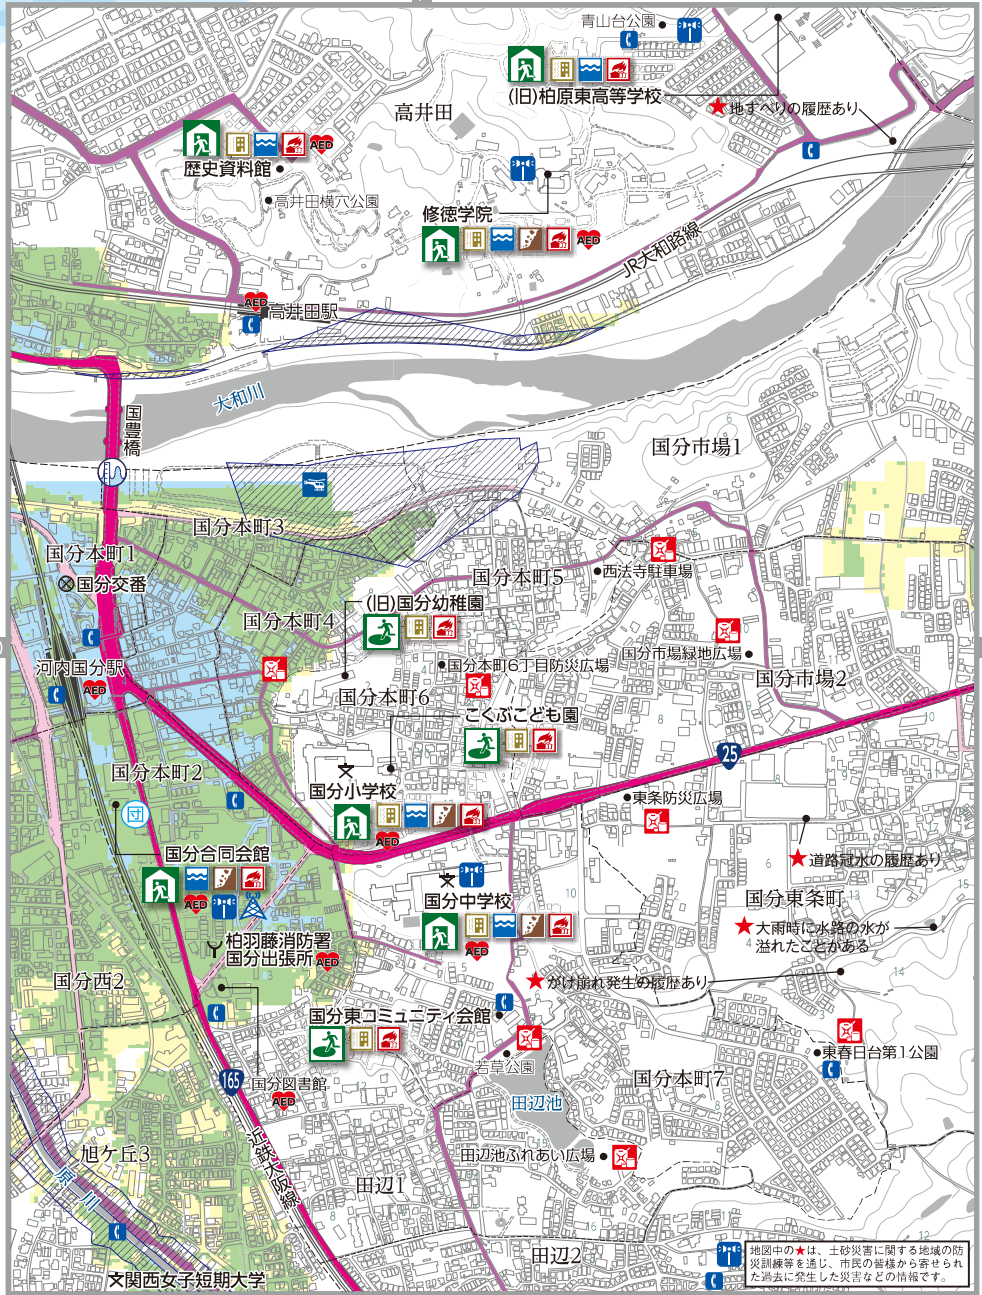 青山台公園
(旧)柏原東高等学校
高井田
★地すべりの履歴あり
AED
歴史資料館
高井田横穴公園
修徳学院
AED
JR大和路線
AED
高井田駅
大和川
国豊橋
国分市場1
国分本町3
国分本町1
国分交番
国分本町5
西法寺駐車場
(旧)国分幼稚園
国分本町4
国分市場緑地広場
河内国分駅
AED
国分本町6丁目防災広場
国分市場2
国分本町6
こくぶこども園
25
国分本町2
国分小学校
東条防災広場
団
AED
★道路冠水の履歴あり
国分合同会館
AED
国分中学校
国分東条町
★大雨時に水路の水が
溢れたことがある
柏羽藤消防署
国分出張所
AED
AED
国分西2
★がけ崩れ発生の履歴あり
国分東コミュニティ会館
東春日台第1公園
若草公園
165
国分図書館
AED
国分本町7
田辺池
近鉄大阪線
旭ケ丘3
田辺池ふれあい広場
原川
田辺1
田辺2
関西女子短期大学
地図中の★は、土砂災害に関する地域の防
災訓練等を通じ、市民の皆様から寄せられ
た過去に発生した災害などの情報です。